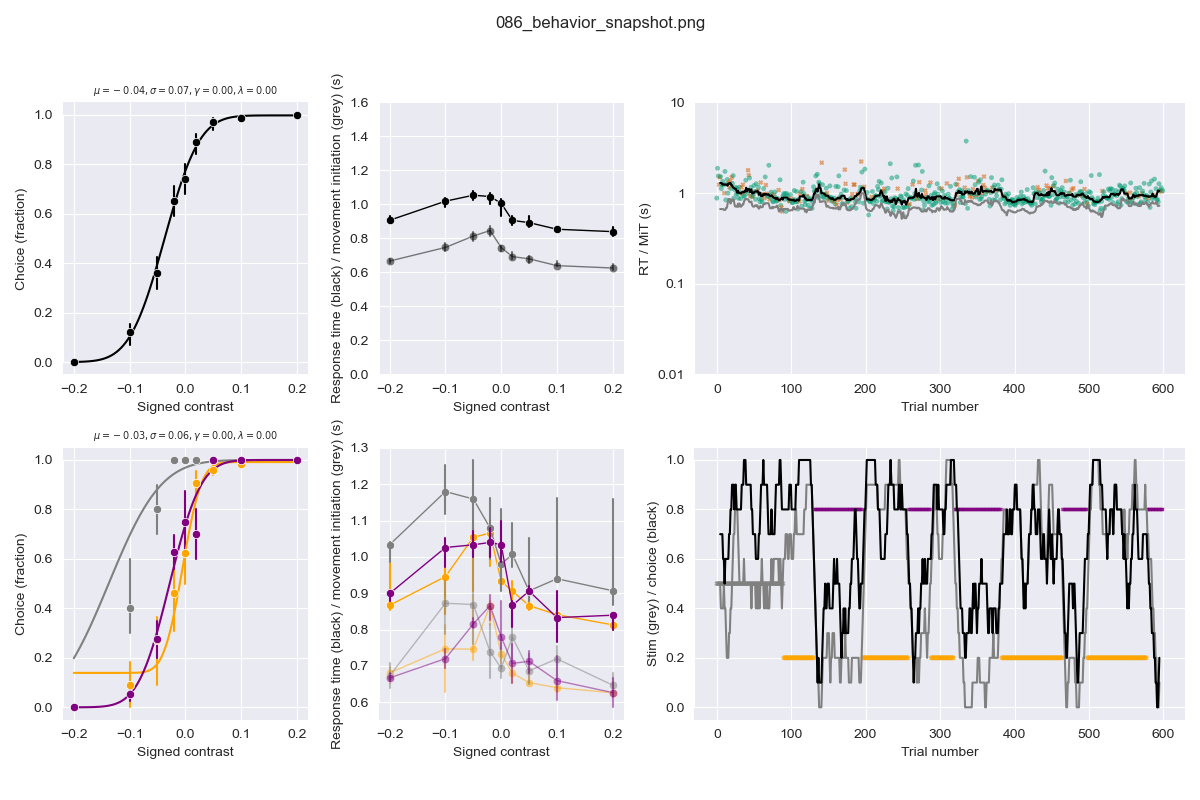 086_behavior_snapshot.png
μ = −0.04, σ = 0.07, γ = 0.00, λ = 0.00
Choice (fraction)
1.0
0.8
0.6
0.4
0.2
0.0
−0.2 −0.1 0.0 0.1 0.2
Signed contrast
Response time (black) / movement initiation (grey) (s)
1.6
1.4
1.2
1.0
0.8
0.6
0.4
0.2
0.0
−0.2 −0.1 0.0 0.1 0.2
Signed contrast
RT / MiT (s)
10
1
0.1
0.01
0 100 200 300 400 500 600
Trial number
μ = −0.03, σ = 0.06, γ = 0.00, λ = 0.00
Choice (fraction)
1.0
0.8
0.6
0.4
0.2
0.0
−0.2 −0.1 0.0 0.1 0.2
Signed contrast
Response time (black) / movement initiation (grey) (s)
1.3
1.2
1.1
1.0
0.9
0.8
0.7
0.6
−0.2 −0.1 0.0 0.1 0.2
Signed contrast
Stim (grey) / choice (black)
1.0
0.8
0.6
0.4
0.2
0.0
0 100 200 300 400 500 600
Trial number